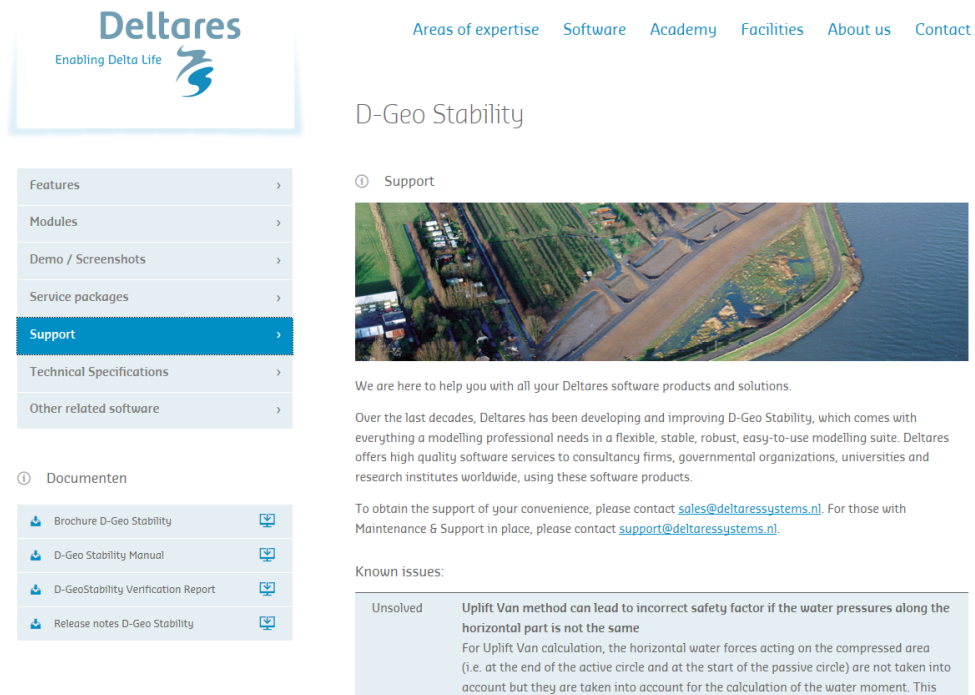 Deltares
Enabling Delta Life
Areas of expertise Software Academy Facilities About us Contact
D-Geo Stability
Features
Modules
Demo / Screenshots
Service packages
Support
Technical Specifications
Other related software
Documenten
Brochure D-Geo Stability
D-Geo Stability Manual
D-GeoStability Verification Report
Release notes D-Geo Stability
Support
We are here to help you with all your Deltares software products and solutions.
Over the last decades, Deltares has been developing and improving D-Geo Stability, which comes with
everything a modelling professional needs in a flexible, stable, robust, easy-to-use modelling suite. Deltares
offers high quality software services to consultancy firms, governmental organizations, universities and
research institutes worldwide, using these software products.
To obtain the support of your convenience, please contact sales@deltaressystems.nl. For those with
Maintenance & Support in place, please contact support@deltaressystems.nl.
Known issues:
Unsolved Uplift Van method can lead to incorrect safety factor if the water pressures along the
horizontal part is not the same
For Uplift Van calculation, the horizontal water forces acting on the compressed area
(i.e. at the end of the active circle and at the start of the passive circle) are not taken into
account but they are taken into account for the calculation of the water moment. This